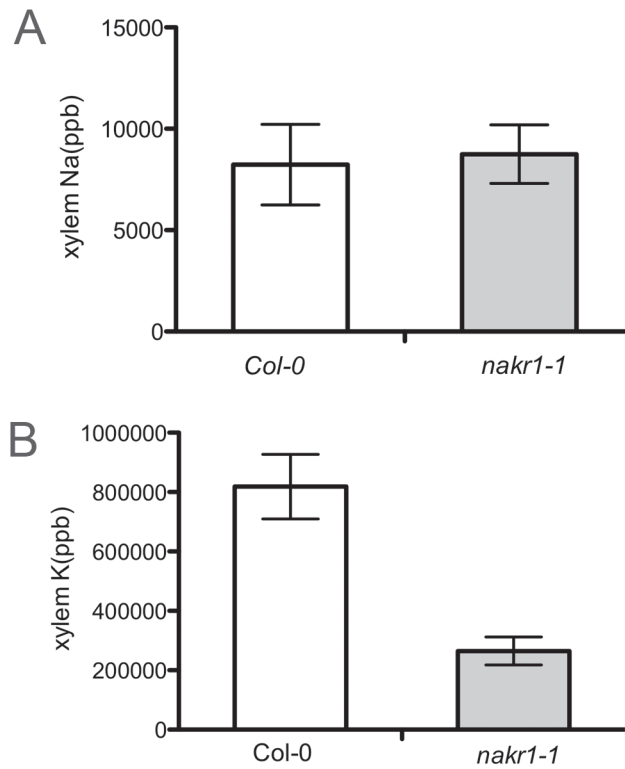 A
15000
10000
5000
0
xylem Na(ppb)
Col-0
nakr1-1
B
1000000
800000
600000
400000
200000
0
xylem K(ppb)
Col-0
nakr1-1